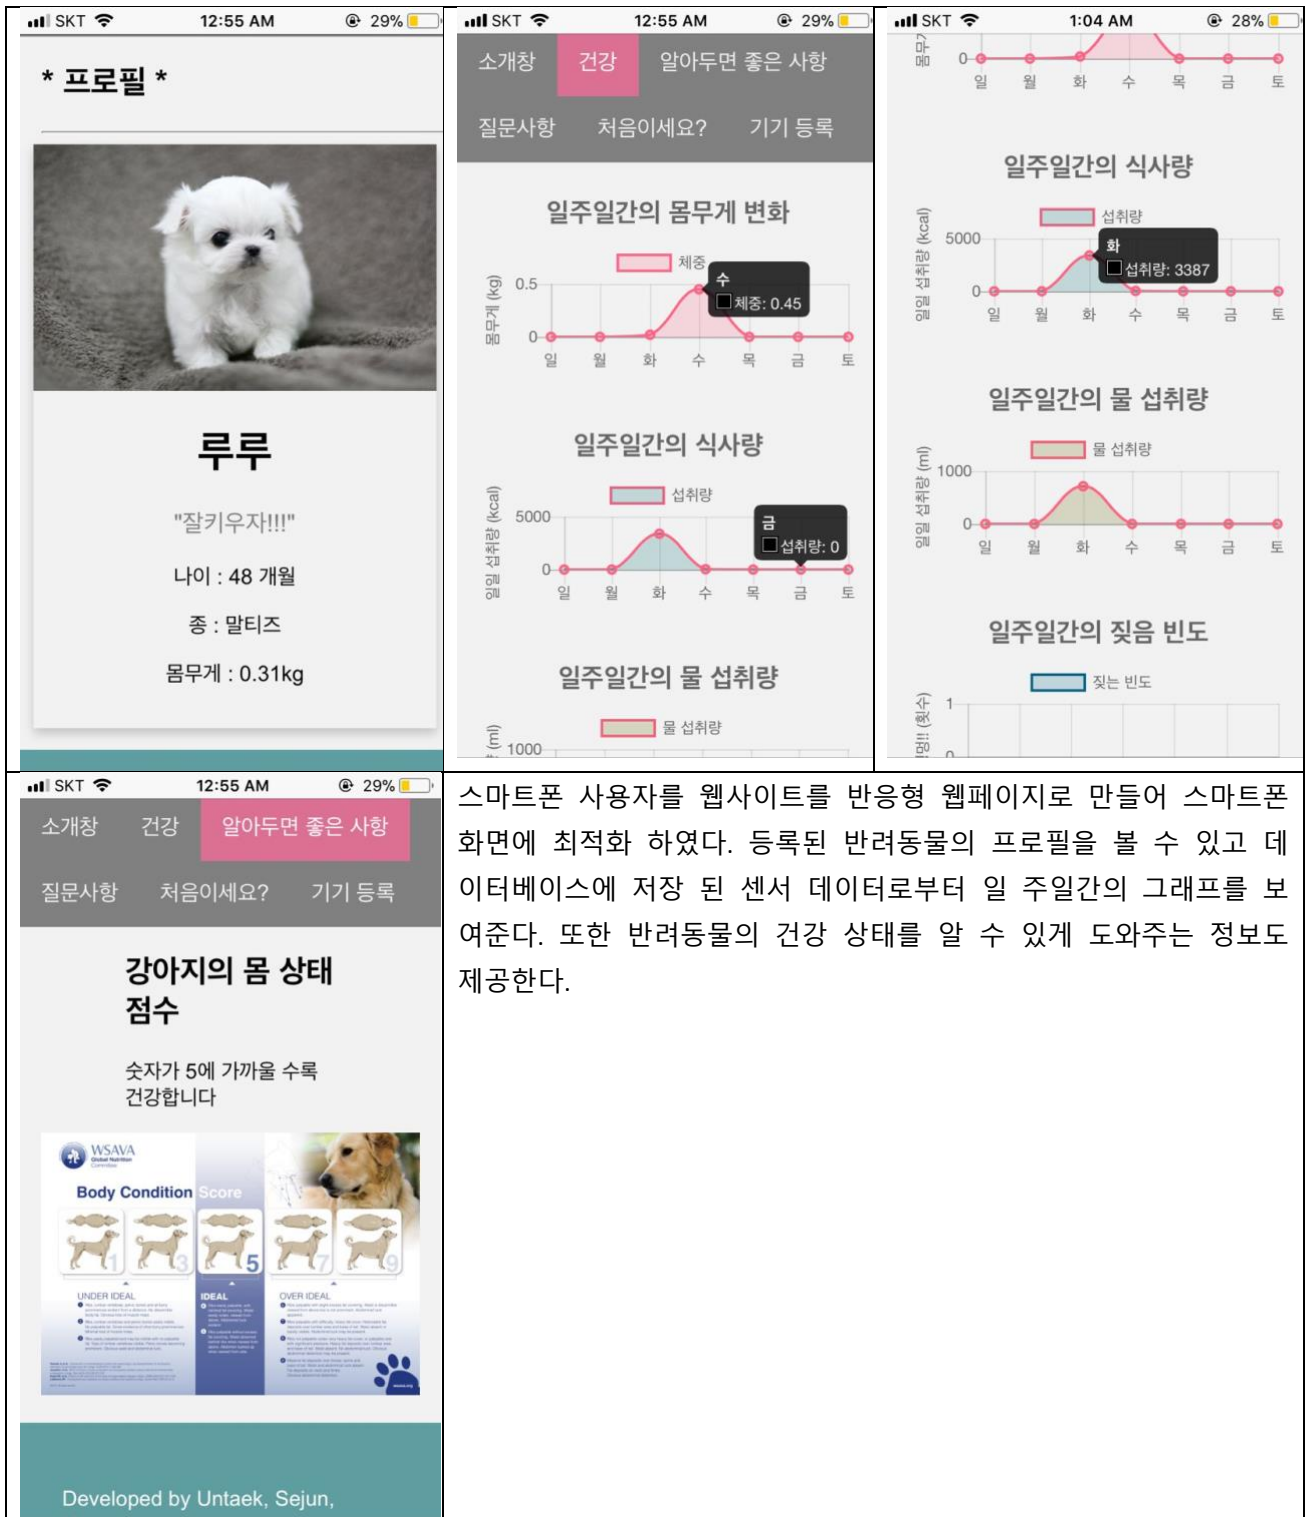 SKT 12:55 AM 29%
* 프로필 *
루루
"잘키우자!!!"
나이 : 48 개월
종 : 말티즈
몸무게 : 0.31kg
SKT 12:55 AM 29%
소개창 건강 알아두면 좋은 사항
질문사항 처음이세요? 기기 등록
일주일간의 몸무게 변화
체중
몸무게 (kg)
0.5
수
체중: 0.45
0
일 월 화 수 목 금 토
일주일간의 식사량
섭취량
일일 섭취량 (kcal)
5000
금
섭취량: 0
0
일 월 화 수 목 금 토
일주일간의 물 섭취량
물 섭취량
(ml)
1000
SKT 1:04 AM 28%
몸무
0
일 월 화 수 목 금 토
일주일간의 식사량
섭취량
일일 섭취량 (kcal)
5000
화
섭취량: 3387
0
일 월 화 수 목 금 토
일주일간의 물 섭취량
물 섭취량
일일 섭취량 (ml)
1000
0
일 월 화 수 목 금 토
일주일간의 짖음 빈도
짖는 빈도
멍!! (횟수)
1
0
SKT 12:55 AM 29%
소개창 건강 알아두면 좋은 사항
질문사항 처음이세요? 기기 등록
강아지의 몸 상태
점수
숫자가 5에 가까울 수록
건강합니다
WSAVA
Global Nutrition
Committee
Body Condition Score
1 3 5 7 9
UNDER IDEAL IDEAL OVER IDEAL
Developed by Untaek, Sejun,
스마트폰 사용자를 웹사이트를 반응형 웹페이지로 만들어 스마트폰
화면에 최적화 하였다. 등록된 반려동물의 프로필을 볼 수 있고 데
이터베이스에 저장 된 센서 데이터로부터 일 주일간의 그래프를 보
여준다. 또한 반려동물의 건강 상태를 알 수 있게 도와주는 정보도
제공한다.